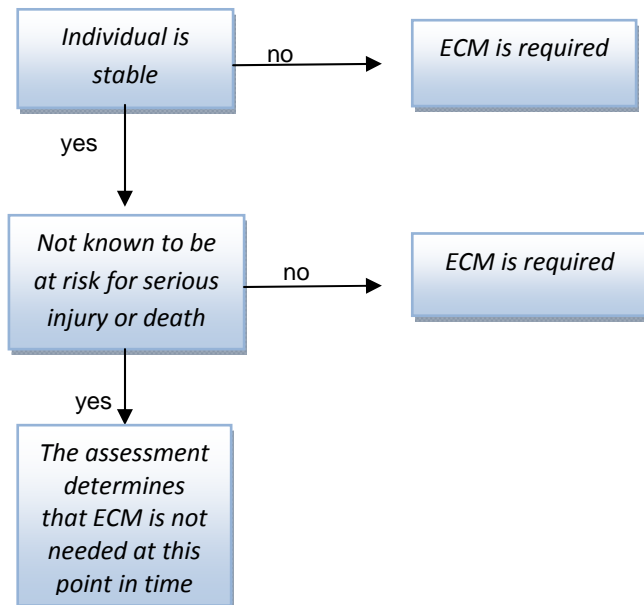 Individual is
stable
no
ECM is required
yes
Not known to be
at risk for serious
injury or death
no
ECM is required
yes
The assessment
determines
that ECM is not
needed at this
point in time